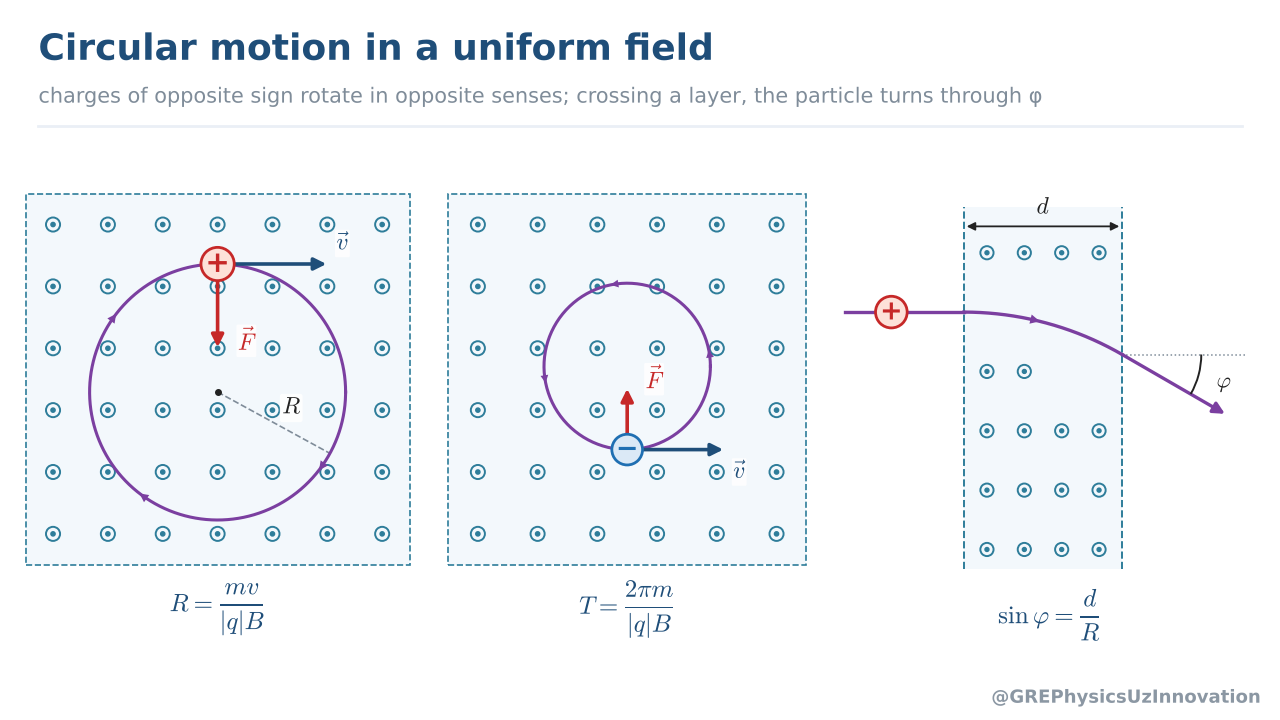 Circular motion in a uniform field
charges of opposite sign rotate in opposite senses; crossing a layer, the particle turns through φ
+
v⃗
F⃗
R
R = mv / |q|B
F⃗
−
v⃗
T = 2πm / |q|B
d
+
φ
sin φ = d / R
@GREPhysicsUzInnovation